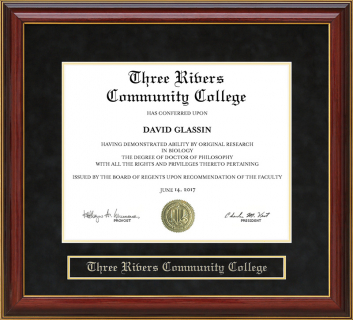 Three Rivers
Community College
HAS CONFERRED UPON
DAVID GLASSIN
HAVING DEMONSTRATED ABILITY BY ORIGINAL RESEARCH
IN BIOLOGY
THE DEGREE OF DOCTOR OF PHILOSOPHY
WITH ALL THE RIGHTS AND PRIVILEGES THERETO PERTAINING
ISSUED BY THE BOARD OF REGENTS UPON RECOMMENDATION OF THE FACULTY
JUNE 14, 2017
PROVOST
PRESIDENT
Three Rivers Community College